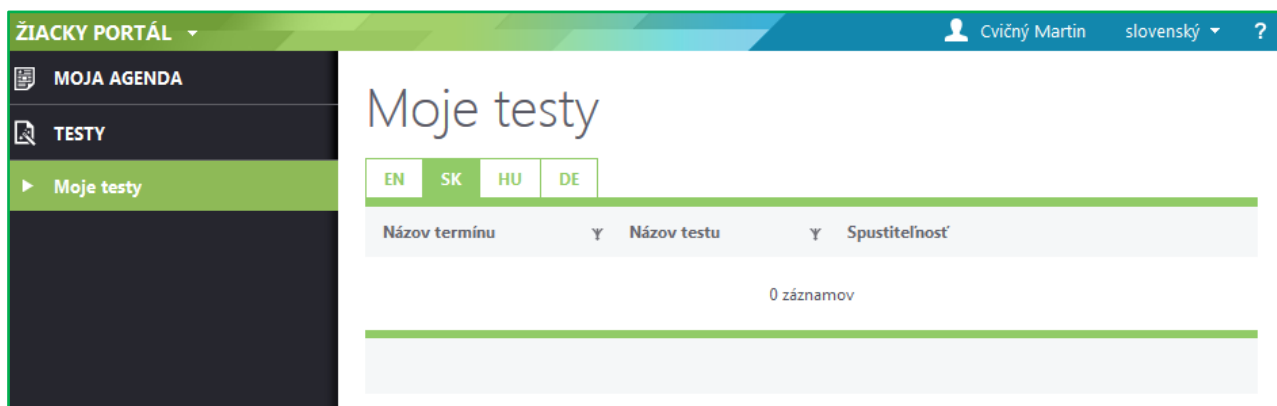 ŽIACKY PORTÁL
Cvičný Martin slovenský ?
MOJA AGENDA
TESTY
Moje testy
Moje testy
EN SK HU DE
Názov termínu Názov testu Spustiteľnosť
0 záznamov